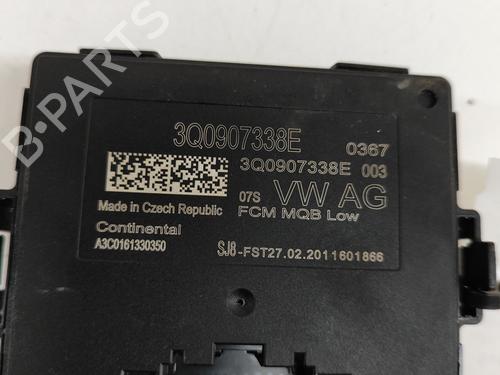 B-PARTS
3Q0907338E 0367
3Q0907338E 003
07S VW AG
Made in Czech Republic FCM MQB Low
Continental
A3C0161330350 SJ8-FST27.02.2011601866